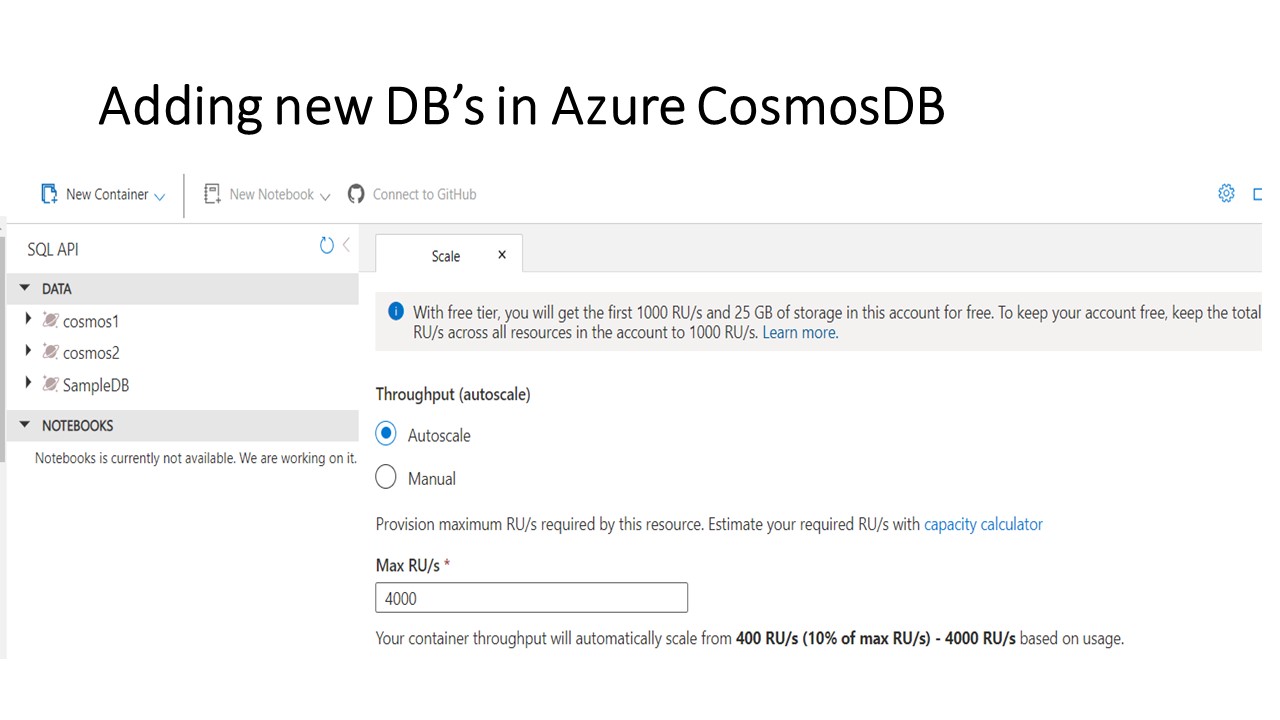 Adding new DB’s in Azure CosmosDB
New Container
New Notebook
Connect to GitHub
SQL API
DATA
cosmos1
cosmos2
SampleDB
NOTEBOOKS
Notebooks is currently not available. We are working on it.
Scale
With free tier, you will get the first 1000 RU/s and 25 GB of storage in this account for free. To keep your account free, keep the total
RU/s across all resources in the account to 1000 RU/s. Learn more.
Throughput (autoscale)
Autoscale
Manual
Provision maximum RU/s required by this resource. Estimate your required RU/s with capacity calculator
Max RU/s *
4000
Your container throughput will automatically scale from 400 RU/s (10% of max RU/s) - 4000 RU/s based on usage.